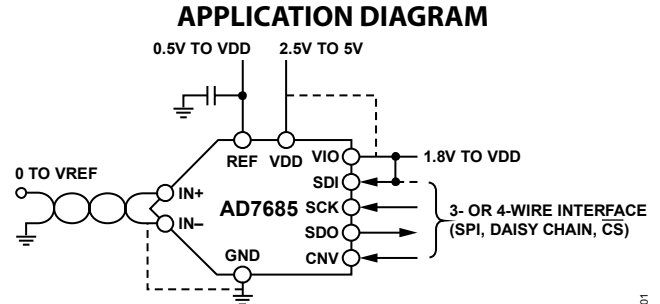 APPLICATION DIAGRAM
0.5V TO VDD
2.5V TO 5V
REF
VDD
VIO
1.8V TO VDD
0 TO VREF
IN+
SDI
AD7685
SCK
3- OR 4-WIRE INTERFACE
(SPI, DAISY CHAIN, CS)
IN–
SDO
GND
CNV
01